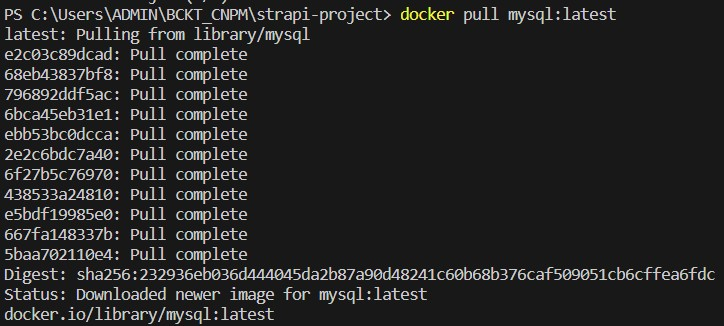 PS C:\Users\ADMIN\BCKT_CNPM\strapi-project> docker pull mysql:latest
latest: Pulling from library/mysql
e2c03c89dcad: Pull complete
68eb43837bf8: Pull complete
796892ddf5ac: Pull complete
6bca45eb31e1: Pull complete
ebb53bc0dcca: Pull complete
2e2c6bdc7a40: Pull complete
6f27b5c76970: Pull complete
438533a24810: Pull complete
e5bdf19985e0: Pull complete
667fa148337b: Pull complete
5baa702110e4: Pull complete
Digest: sha256:232936eb036d444045da2b87a90d48241c60b68b376caf509051cb6cffea6fdc
Status: Downloaded newer image for mysql:latest
docker.io/library/mysql:latest